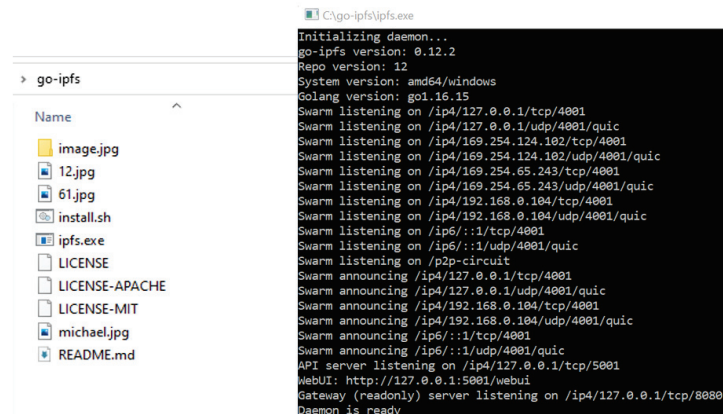 go-ipfs
Name
image.jpg
12.jpg
61.jpg
install.sh
ipfs.exe
LICENSE
LICENSE-APACHE
LICENSE-MIT
michael.jpg
README.md
C:\go-ipfs\ipfs.exe
Initializing daemon...
go-ipfs version: 0.12.2
Repo version: 12
System version: amd64/windows
Golang version: go1.16.15
Swarm listening on /ip4/127.0.0.1/tcp/4001
Swarm listening on /ip4/127.0.0.1/udp/4001/quic
Swarm listening on /ip4/169.254.124.102/tcp/4001
Swarm listening on /ip4/169.254.124.102/udp/4001/quic
Swarm listening on /ip4/169.254.65.243/tcp/4001
Swarm listening on /ip4/169.254.65.243/udp/4001/quic
Swarm listening on /ip4/192.168.0.104/tcp/4001
Swarm listening on /ip4/192.168.0.104/udp/4001/quic
Swarm listening on /ip6/::1/tcp/4001
Swarm listening on /ip6/::1/udp/4001/quic
Swarm listening on /p2p-circuit
Swarm announcing /ip4/127.0.0.1/tcp/4001
Swarm announcing /ip4/127.0.0.1/udp/4001/quic
Swarm announcing /ip4/192.168.0.104/tcp/4001
Swarm announcing /ip4/192.168.0.104/udp/4001/quic
Swarm announcing /ip6/::1/tcp/4001
Swarm announcing /ip6/::1/udp/4001/quic
API server listening on /ip4/127.0.0.1/tcp/5001
WebUI: http://127.0.0.1:5001/webui
Gateway (readonly) server listening on /ip4/127.0.0.1/tcp/8080
Daemon is ready